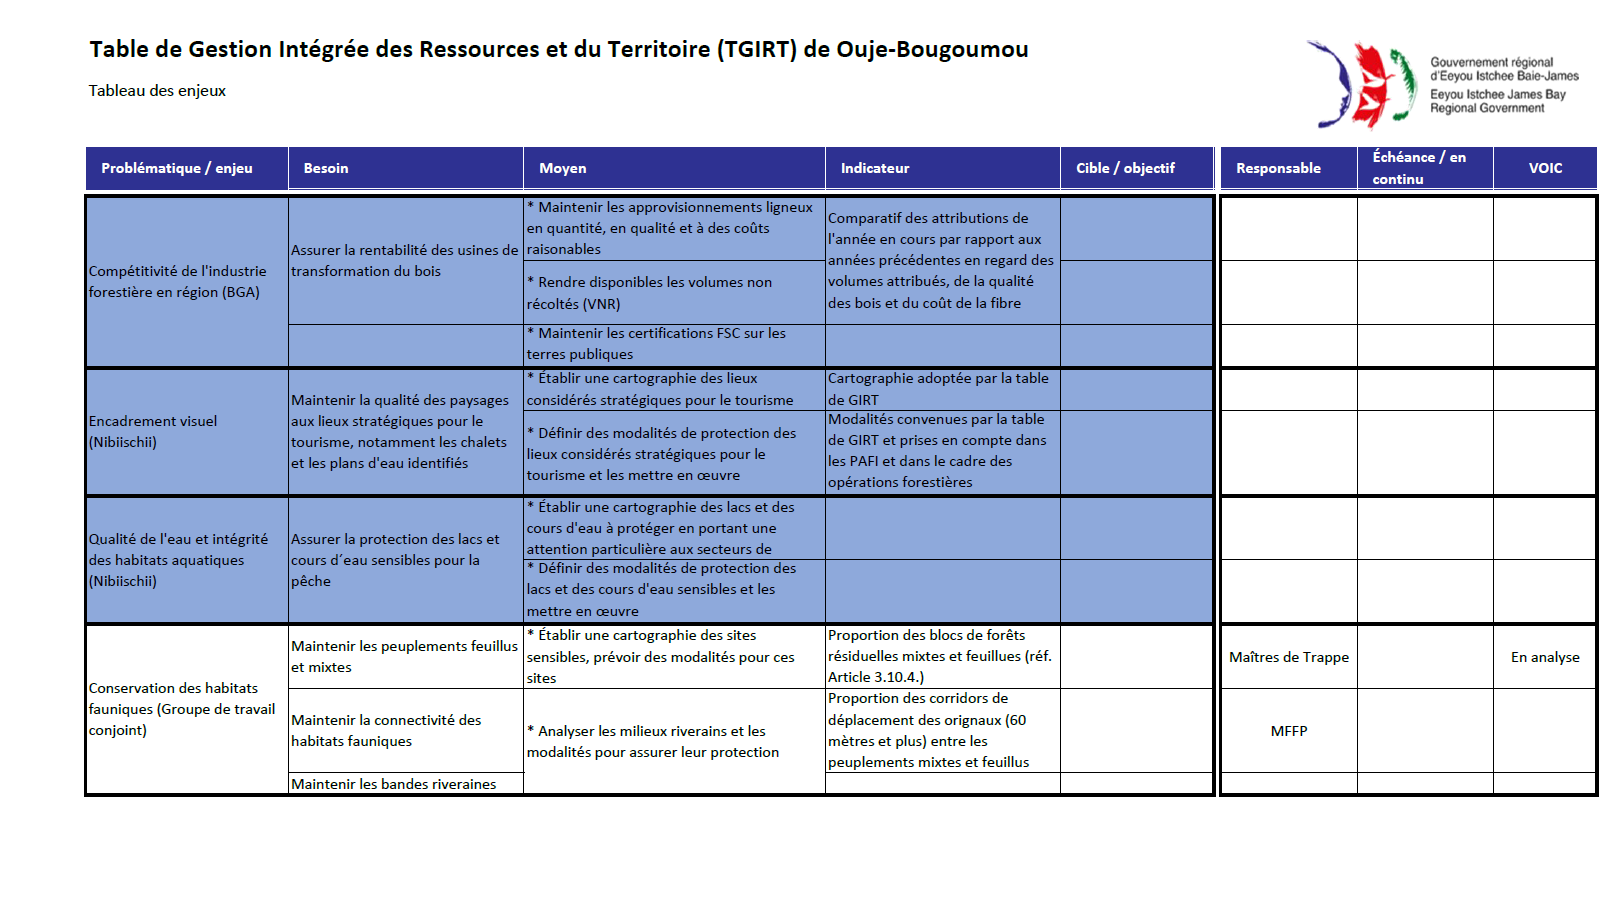 Table de Gestion Intégrée des Ressources et du Territoire (TGIRT) de Ouje-Bougoumou
Tableau des enjeux
Gouvernement régional
d'Eeyou Istchee Baie-James
Eeyou Istchee James Bay
Regional Government
Problématique / enjeu
Besoin
Moyen
Indicateur
Cible / objectif
Responsable
Échéance / en
continu
VOIC
Compétitivité de l'industrie
forestière en région (BGA)
Assurer la rentabilité des usines de
transformation du bois
* Maintenir les approvisionnements ligneux
en quantité, en qualité et à des coûts
raisonables
* Rendre disponibles les volumes non
récoltés (VNR)
Comparatif des attributions de
l'année en cours par rapport aux
années précédentes en regard des
volumes attribués, de la qualité
des bois et du coût de la fibre
* Maintenir les certifications FSC sur les
terres publiques
Encadrement visuel
(Nibiischii)
Maintenir la qualité des paysages
aux lieux stratégiques pour le
tourisme, notamment les chalets
et les plans d'eau identifiés
* Établir une cartographie des lieux
considérés stratégiques pour le tourisme
Cartographie adoptée par la table
de GIRT
* Définir des modalités de protection des
lieux considérés stratégiques pour le
tourisme et les mettre en œuvre
Modalités convenues par la table
de GIRT et prises en compte dans
les PAFI et dans le cadre des
opérations forestières
Qualité de l'eau et intégrité
des habitats aquatiques
(Nibiischii)
Assurer la protection des lacs et
cours d´eau sensibles pour la
pêche
* Établir une cartographie des lacs et des
cours d'eau à protéger en portant une
attention particulière aux secteurs de
* Définir des modalités de protection des
lacs et des cours d'eau sensibles et les
mettre en œuvre
Conservation des habitats
fauniques (Groupe de travail
conjoint)
Maintenir les peuplements feuillus
et mixtes
* Établir une cartographie des sites
sensibles, prévoir des modalités pour ces
sites
Proportion des blocs de forêts
résiduelles mixtes et feuillues (réf.
Article 3.10.4.)
Maîtres de Trappe
En analyse
Maintenir la connectivité des
habitats fauniques
* Analyser les milieux riverains et les
modalités pour assurer leur protection
Proportion des corridors de
déplacement des orignaux (60
mètres et plus) entre les
peuplements mixtes et feuillus
MFFP
Maintenir les bandes riveraines